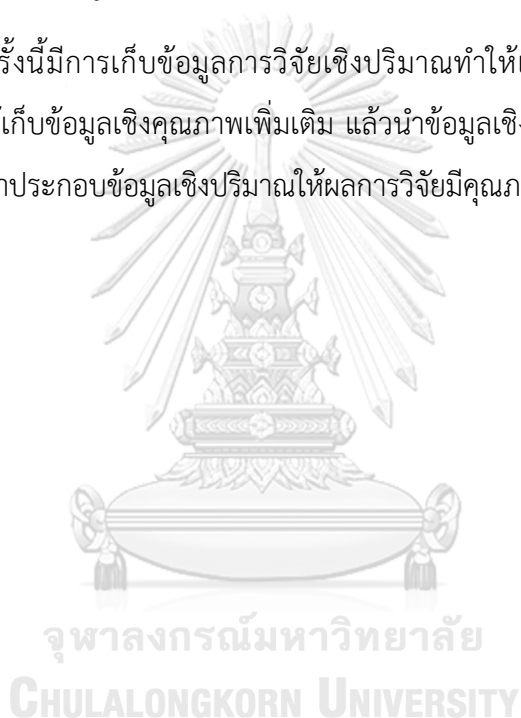 รั้งนี้มีการเก็บข้อมูลการวิจัยเชิงปริมาณทำให้
เก็บข้อมูลเชิงคุณภาพเพิ่มเติม แล้วนำข้อมูลเชิง
ประกอบข้อมูลเชิงปริมาณให้ผลการวิจัยมีคุณภ
จุฬาลงกรณ์มหาวิทยาลัย
CHULALONGKORN UNIVERSITY